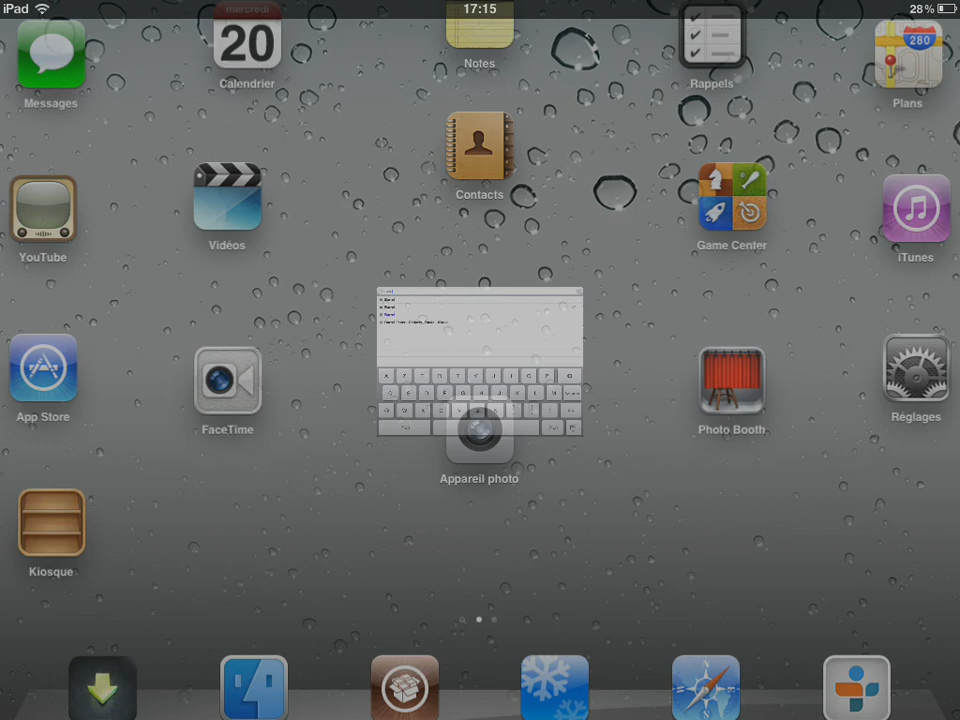 iPad 17:15 28 %
mercredi
20
280
Messages Calendrier Notes Rappels Plans
Contacts
YouTube Vidéos Game Center iTunes
App Store FaceTime Photo Booth Réglages
Appareil photo
Kiosque